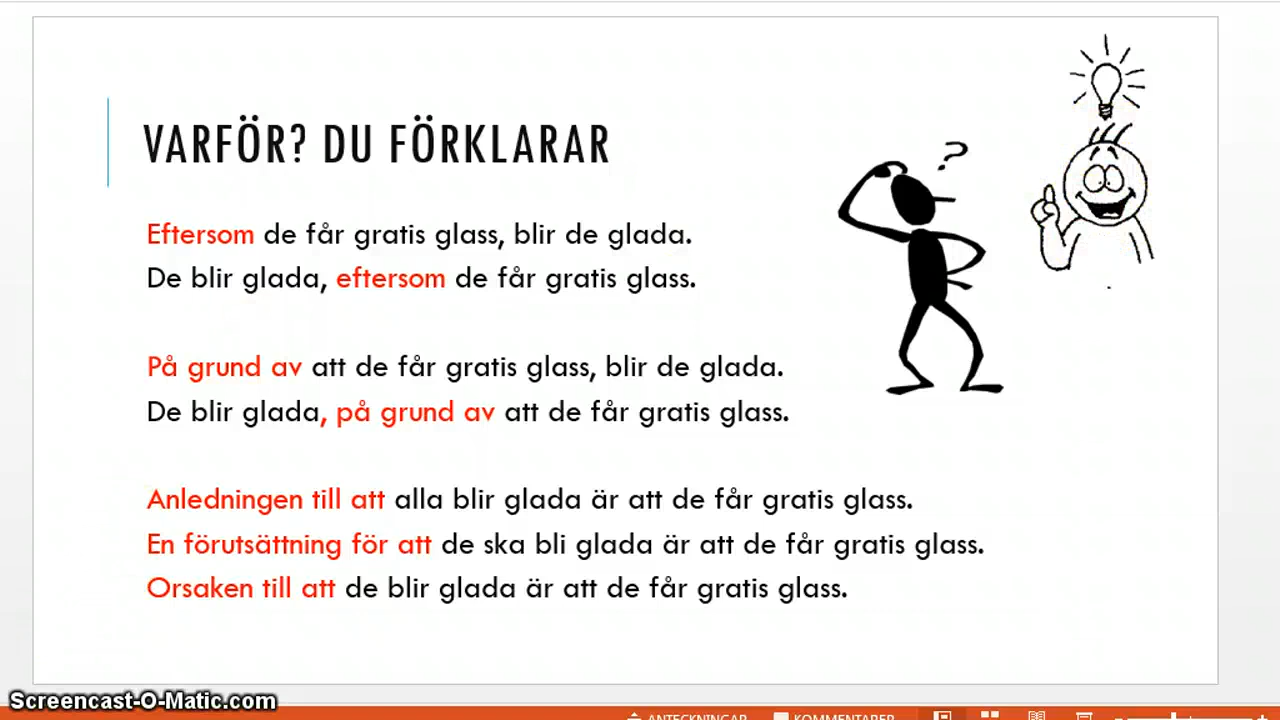 VARFÖR? DU FÖRKLARAR
?
Eftersom de får gratis glass, blir de glada.
De blir glada, eftersom de får gratis glass.
På grund av att de får gratis glass, blir de glada.
De blir glada, på grund av att de får gratis glass.
Anledningen till att alla blir glada är att de får gratis glass.
En förutsättning för att de ska bli glada är att de får gratis glass.
Orsaken till att de blir glada är att de får gratis glass.
Screencast-O-Matic.com
ANTECKNINGAR KOMMENTARER